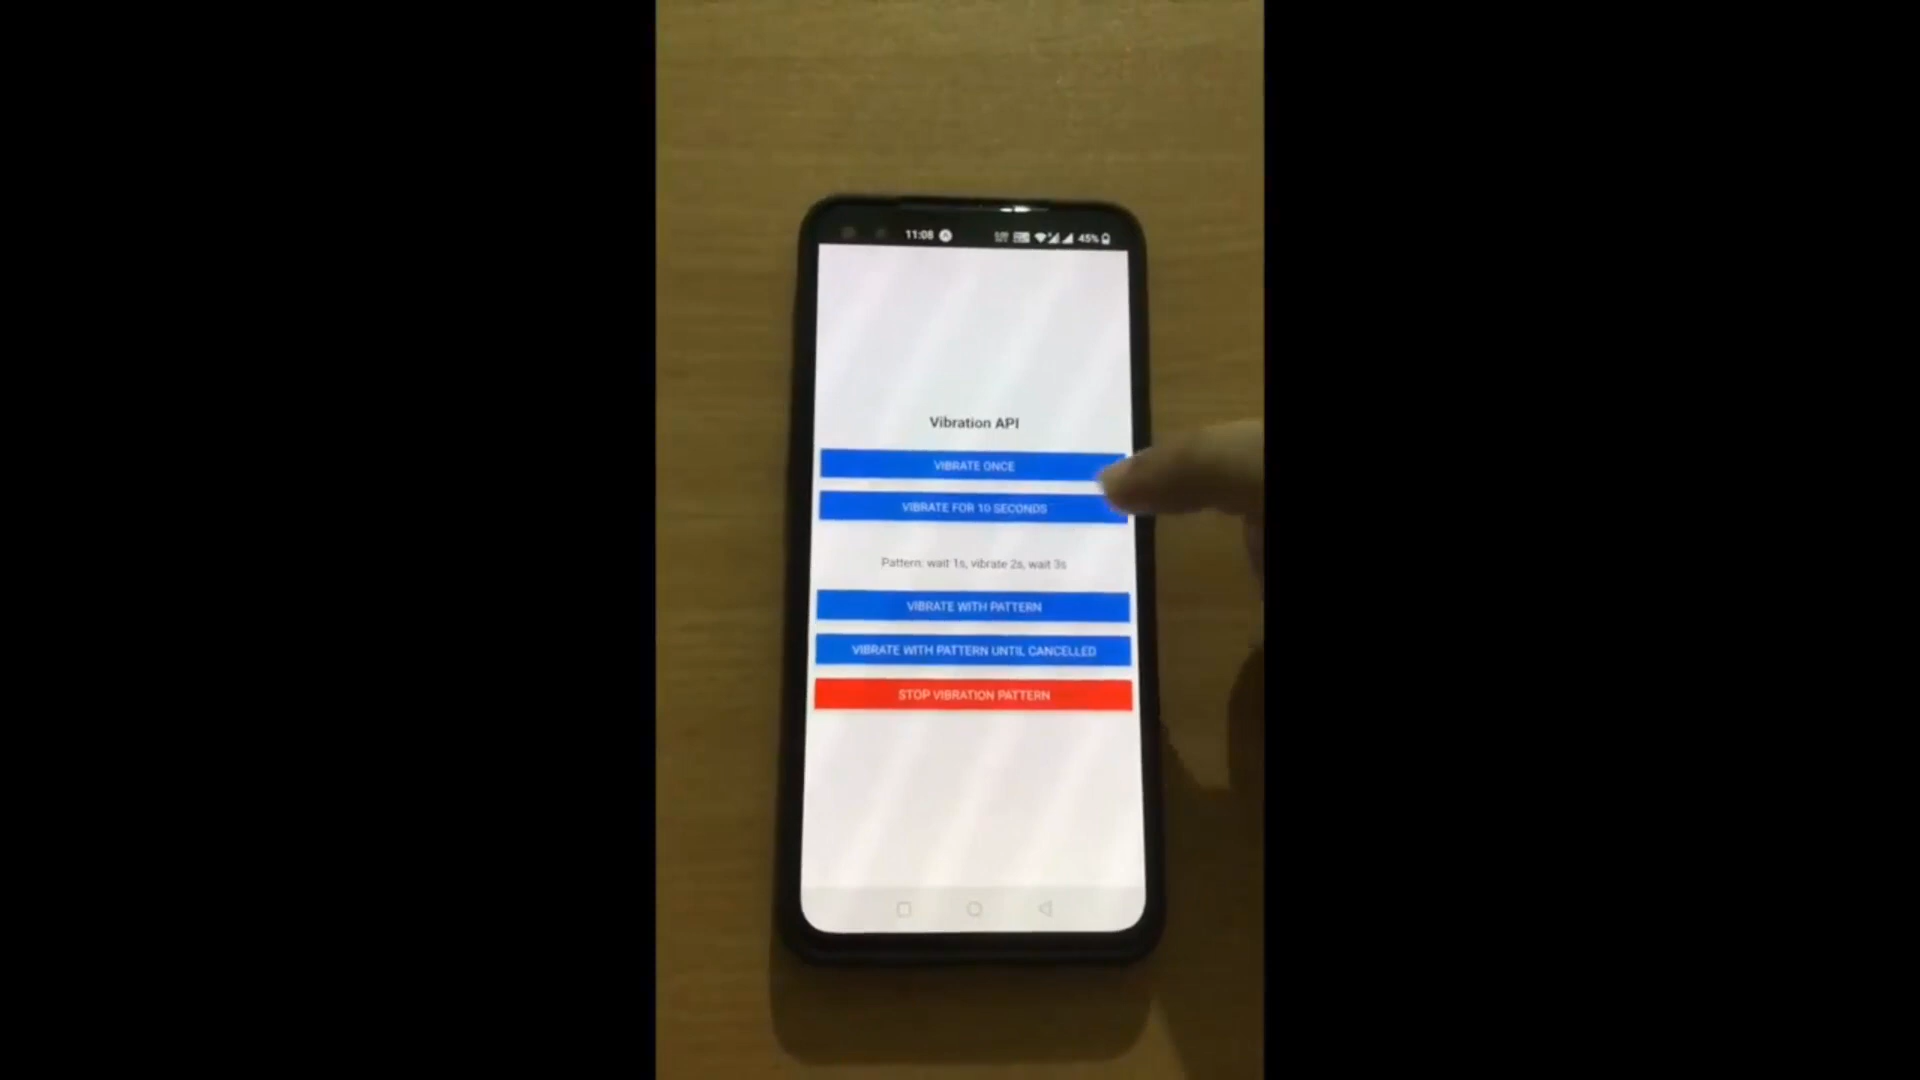 11:08 45%
Vibration API
VIBRATE ONCE
VIBRATE FOR 10 SECONDS
Pattern: wait 1s, vibrate 2s, wait 3s
VIBRATE WITH PATTERN
VIBRATE WITH PATTERN UNTIL CANCELLED
STOP VIBRATION PATTERN